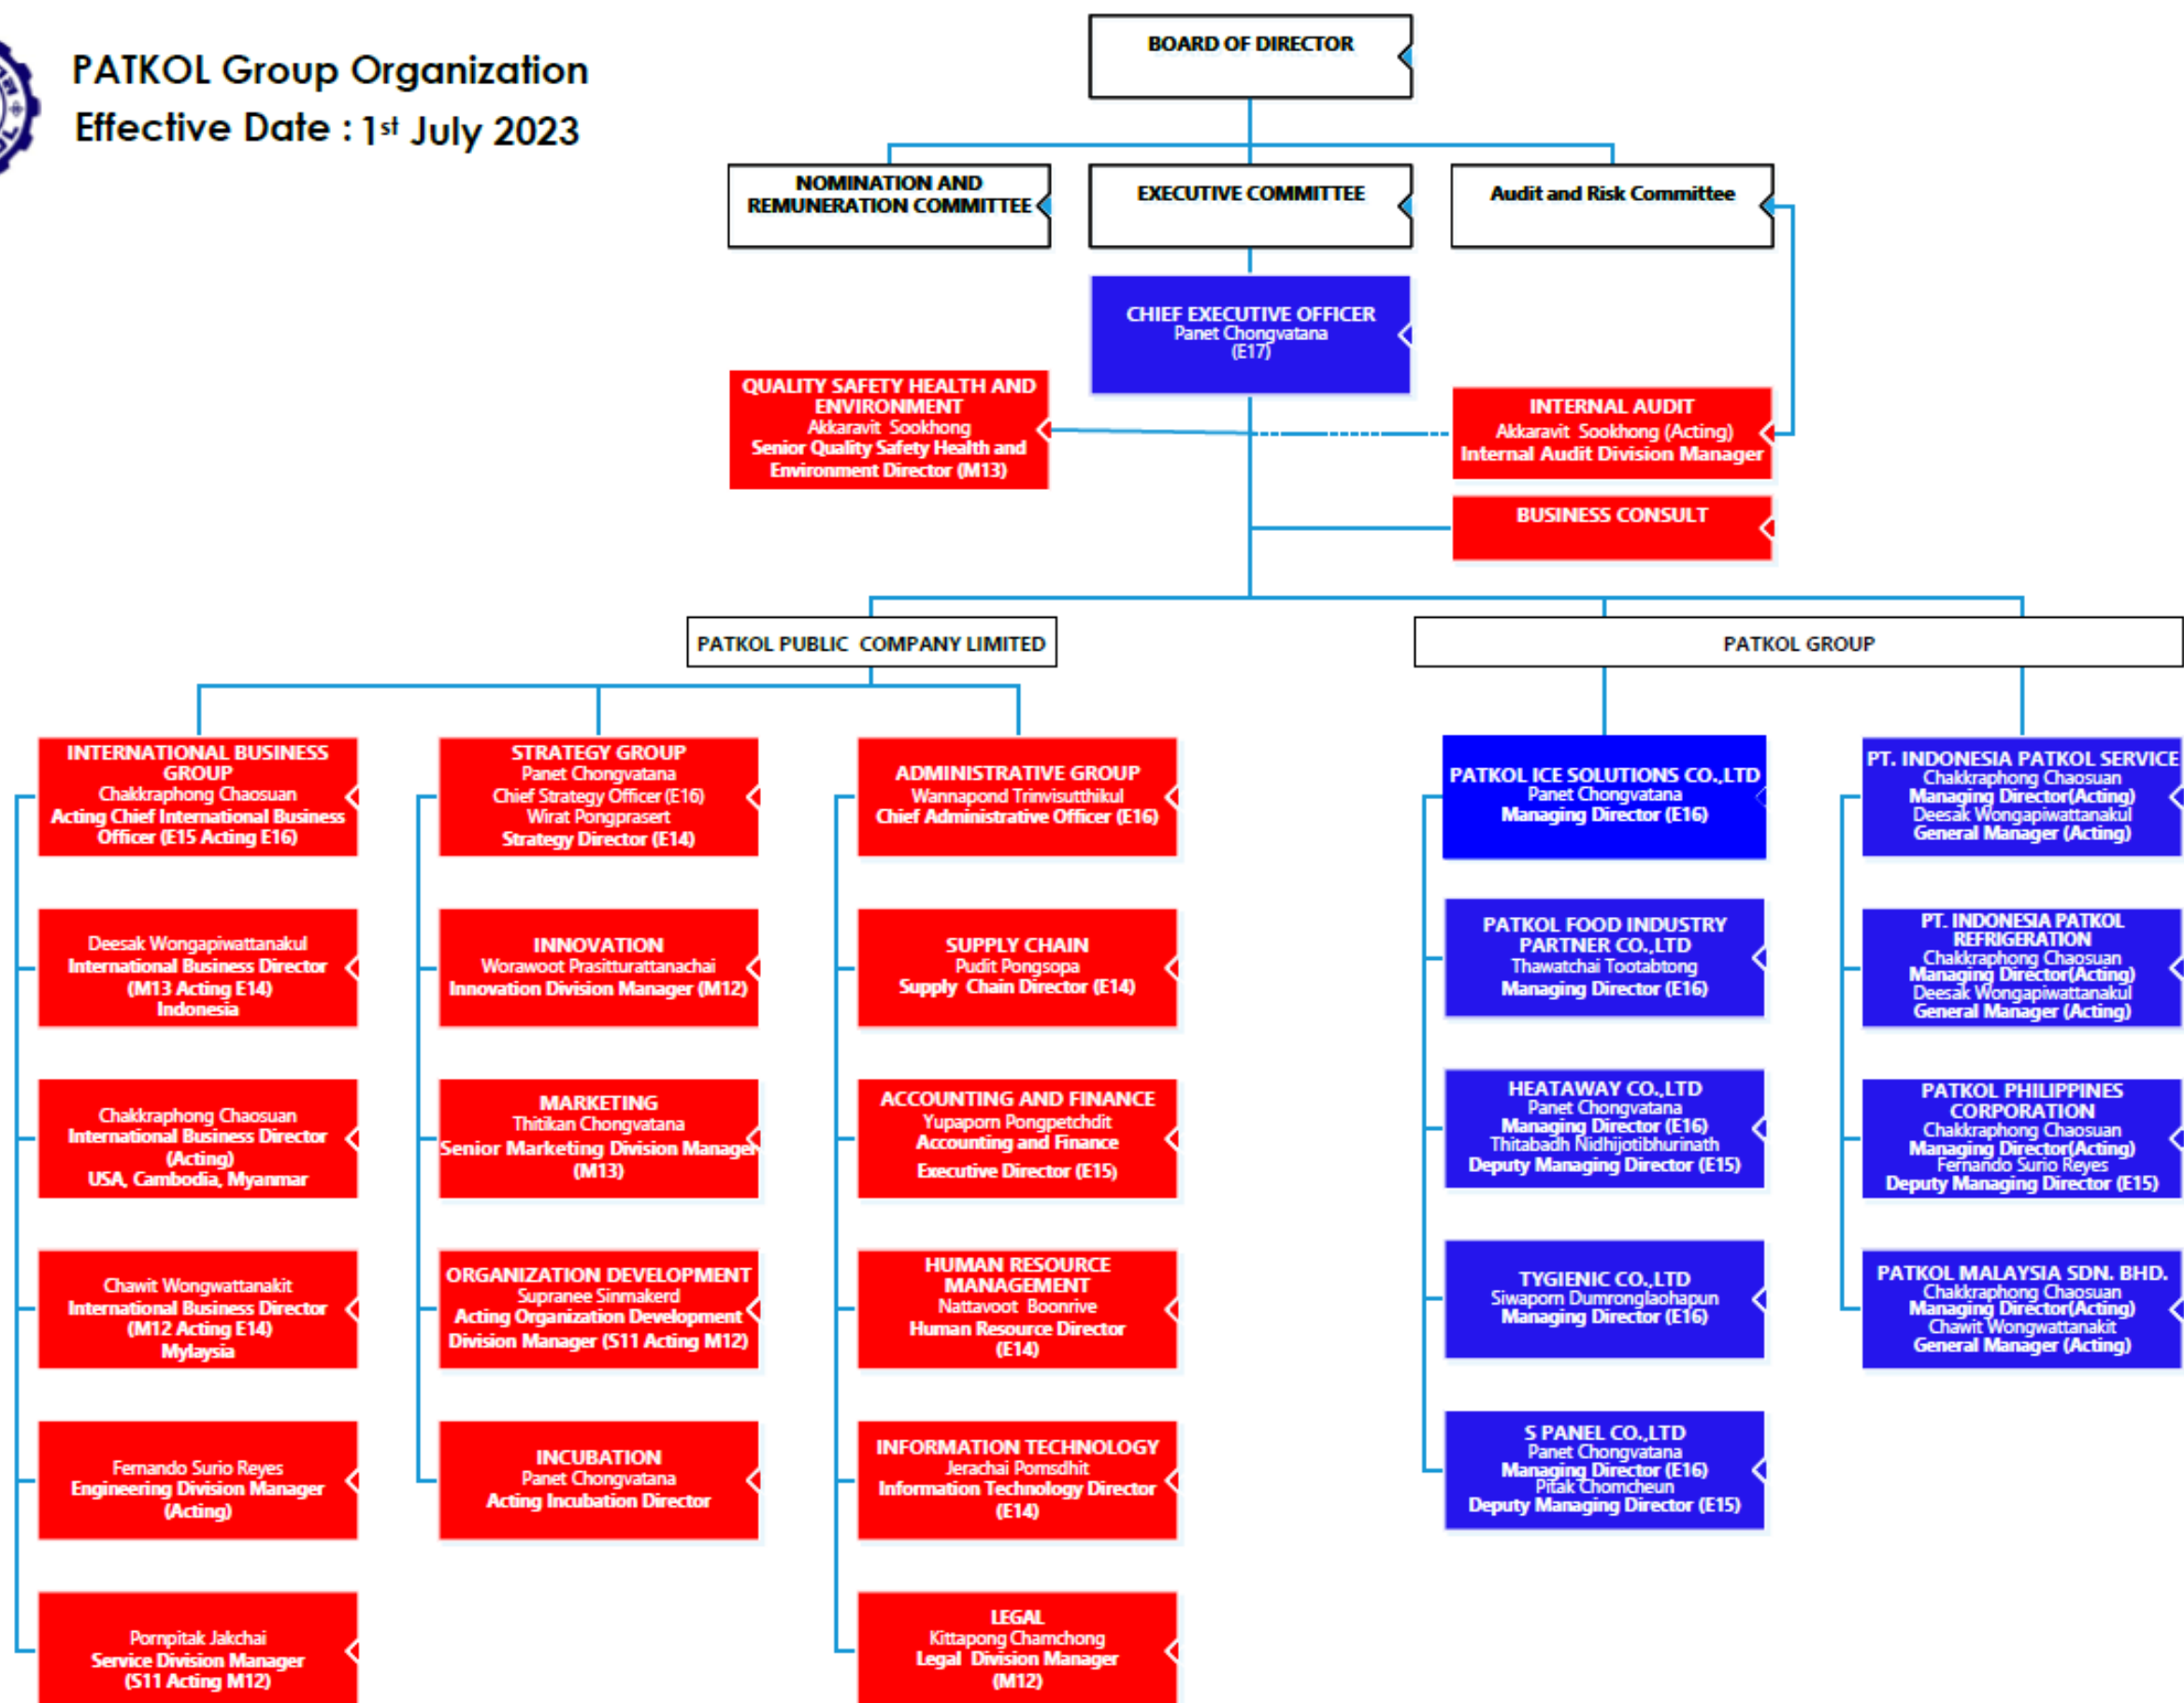 PATKOL Group Organization
Effective Date : 1st July 2023
BOARD OF DIRECTOR
NOMINATION AND
REMUNERATION COMMITTEE
EXECUTIVE COMMITTEE
Audit and Risk Committee
CHIEF EXECUTIVE OFFICER
Panet Chongvatana
(E17)
QUALITY SAFETY HEALTH AND
ENVIRONMENT
Akkaravit Sookhong
Senior Quality Safety Health and
Environment Director (M13)
INTERNAL AUDIT
Akkaravit Sookhong (Acting)
Internal Audit Division Manager
BUSINESS CONSULT
PATKOL PUBLIC COMPANY LIMITED
PATKOL GROUP
INTERNATIONAL BUSINESS
GROUP
Chakkraphong Chaosuan
Acting Chief International Business
Officer (E15 Acting E16)
Deesak Wongapiwattanakul
International Business Director
(M13 Acting E14)
Indonesia
Chakkraphong Chaosuan
International Business Director
(Acting)
USA, Cambodia, Myanmar
Chawit Wongwattanakit
International Business Director
(M12 Acting E14)
Mylaysia
Fernando Surio Reyes
Engineering Division Manager
(Acting)
Pornpitak Jakchai
Service Division Manager
(S11 Acting M12)
STRATEGY GROUP
Panet Chongvatana
Chief Strategy Officer (E16)
Wirat Pongprasert
Strategy Director (E14)
INNOVATION
Worawoot Prasitturattanachai
Innovation Division Manager (M12)
MARKETING
Thitikan Chongvatana
Senior Marketing Division Manager
(M13)
ORGANIZATION DEVELOPMENT
Supranee Sinmakerd
Acting Organization Development
Division Manager (S11 Acting M12)
INCUBATION
Panet Chongvatana
Acting Incubation Director
ADMINISTRATIVE GROUP
Wannapond Trinvisutthikul
Chief Administrative Officer (E16)
SUPPLY CHAIN
Pudit Pongsopa
Supply Chain Director (E14)
ACCOUNTING AND FINANCE
Yupaporn Pongpetchdit
Accounting and Finance
Executive Director (E15)
HUMAN RESOURCE
MANAGEMENT
Nattavoot Boonrive
Human Resource Director
(E14)
INFORMATION TECHNOLOGY
Jerachai Pomsdhit
Information Technology Director
(E14)
LEGAL
Kittapong Chamchong
Legal Division Manager
(M12)
PATKOL ICE SOLUTIONS CO.,LTD
Panet Chongvatana
Managing Director (E16)
PATKOL FOOD INDUSTRY
PARTNER CO.,LTD
Thawatchai Tootabtong
Managing Director (E16)
HEATAWAY CO.,LTD
Panet Chongvatana
Managing Director (E16)
Thitabadh Nidhijotibhurinath
Deputy Managing Director (E15)
TYGIENIC CO.,LTD
Siwaporn Dumronglaohapun
Managing Director (E16)
S PANEL CO.,LTD
Panet Chongvatana
Managing Director (E16)
Pitak Chomcheun
Deputy Managing Director (E15)
PT. INDONESIA PATKOL SERVICE
Chakkraphong Chaosuan
Managing Director(Acting)
Deesak Wongapiwattanakul
General Manager (Acting)
PT. INDONESIA PATKOL
REFRIGERATION
Chakkraphong Chaosuan
Managing Director(Acting)
Deesak Wongapiwattanakul
General Manager (Acting)
PATKOL PHILIPPINES
CORPORATION
Chakkraphong Chaosuan
Managing Director(Acting)
Fernando Surio Reyes
Deputy Managing Director (E15)
PATKOL MALAYSIA SDN. BHD.
Chakkraphong Chaosuan
Managing Director(Acting)
Chawit Wongwattanakit
General Manager (Acting)